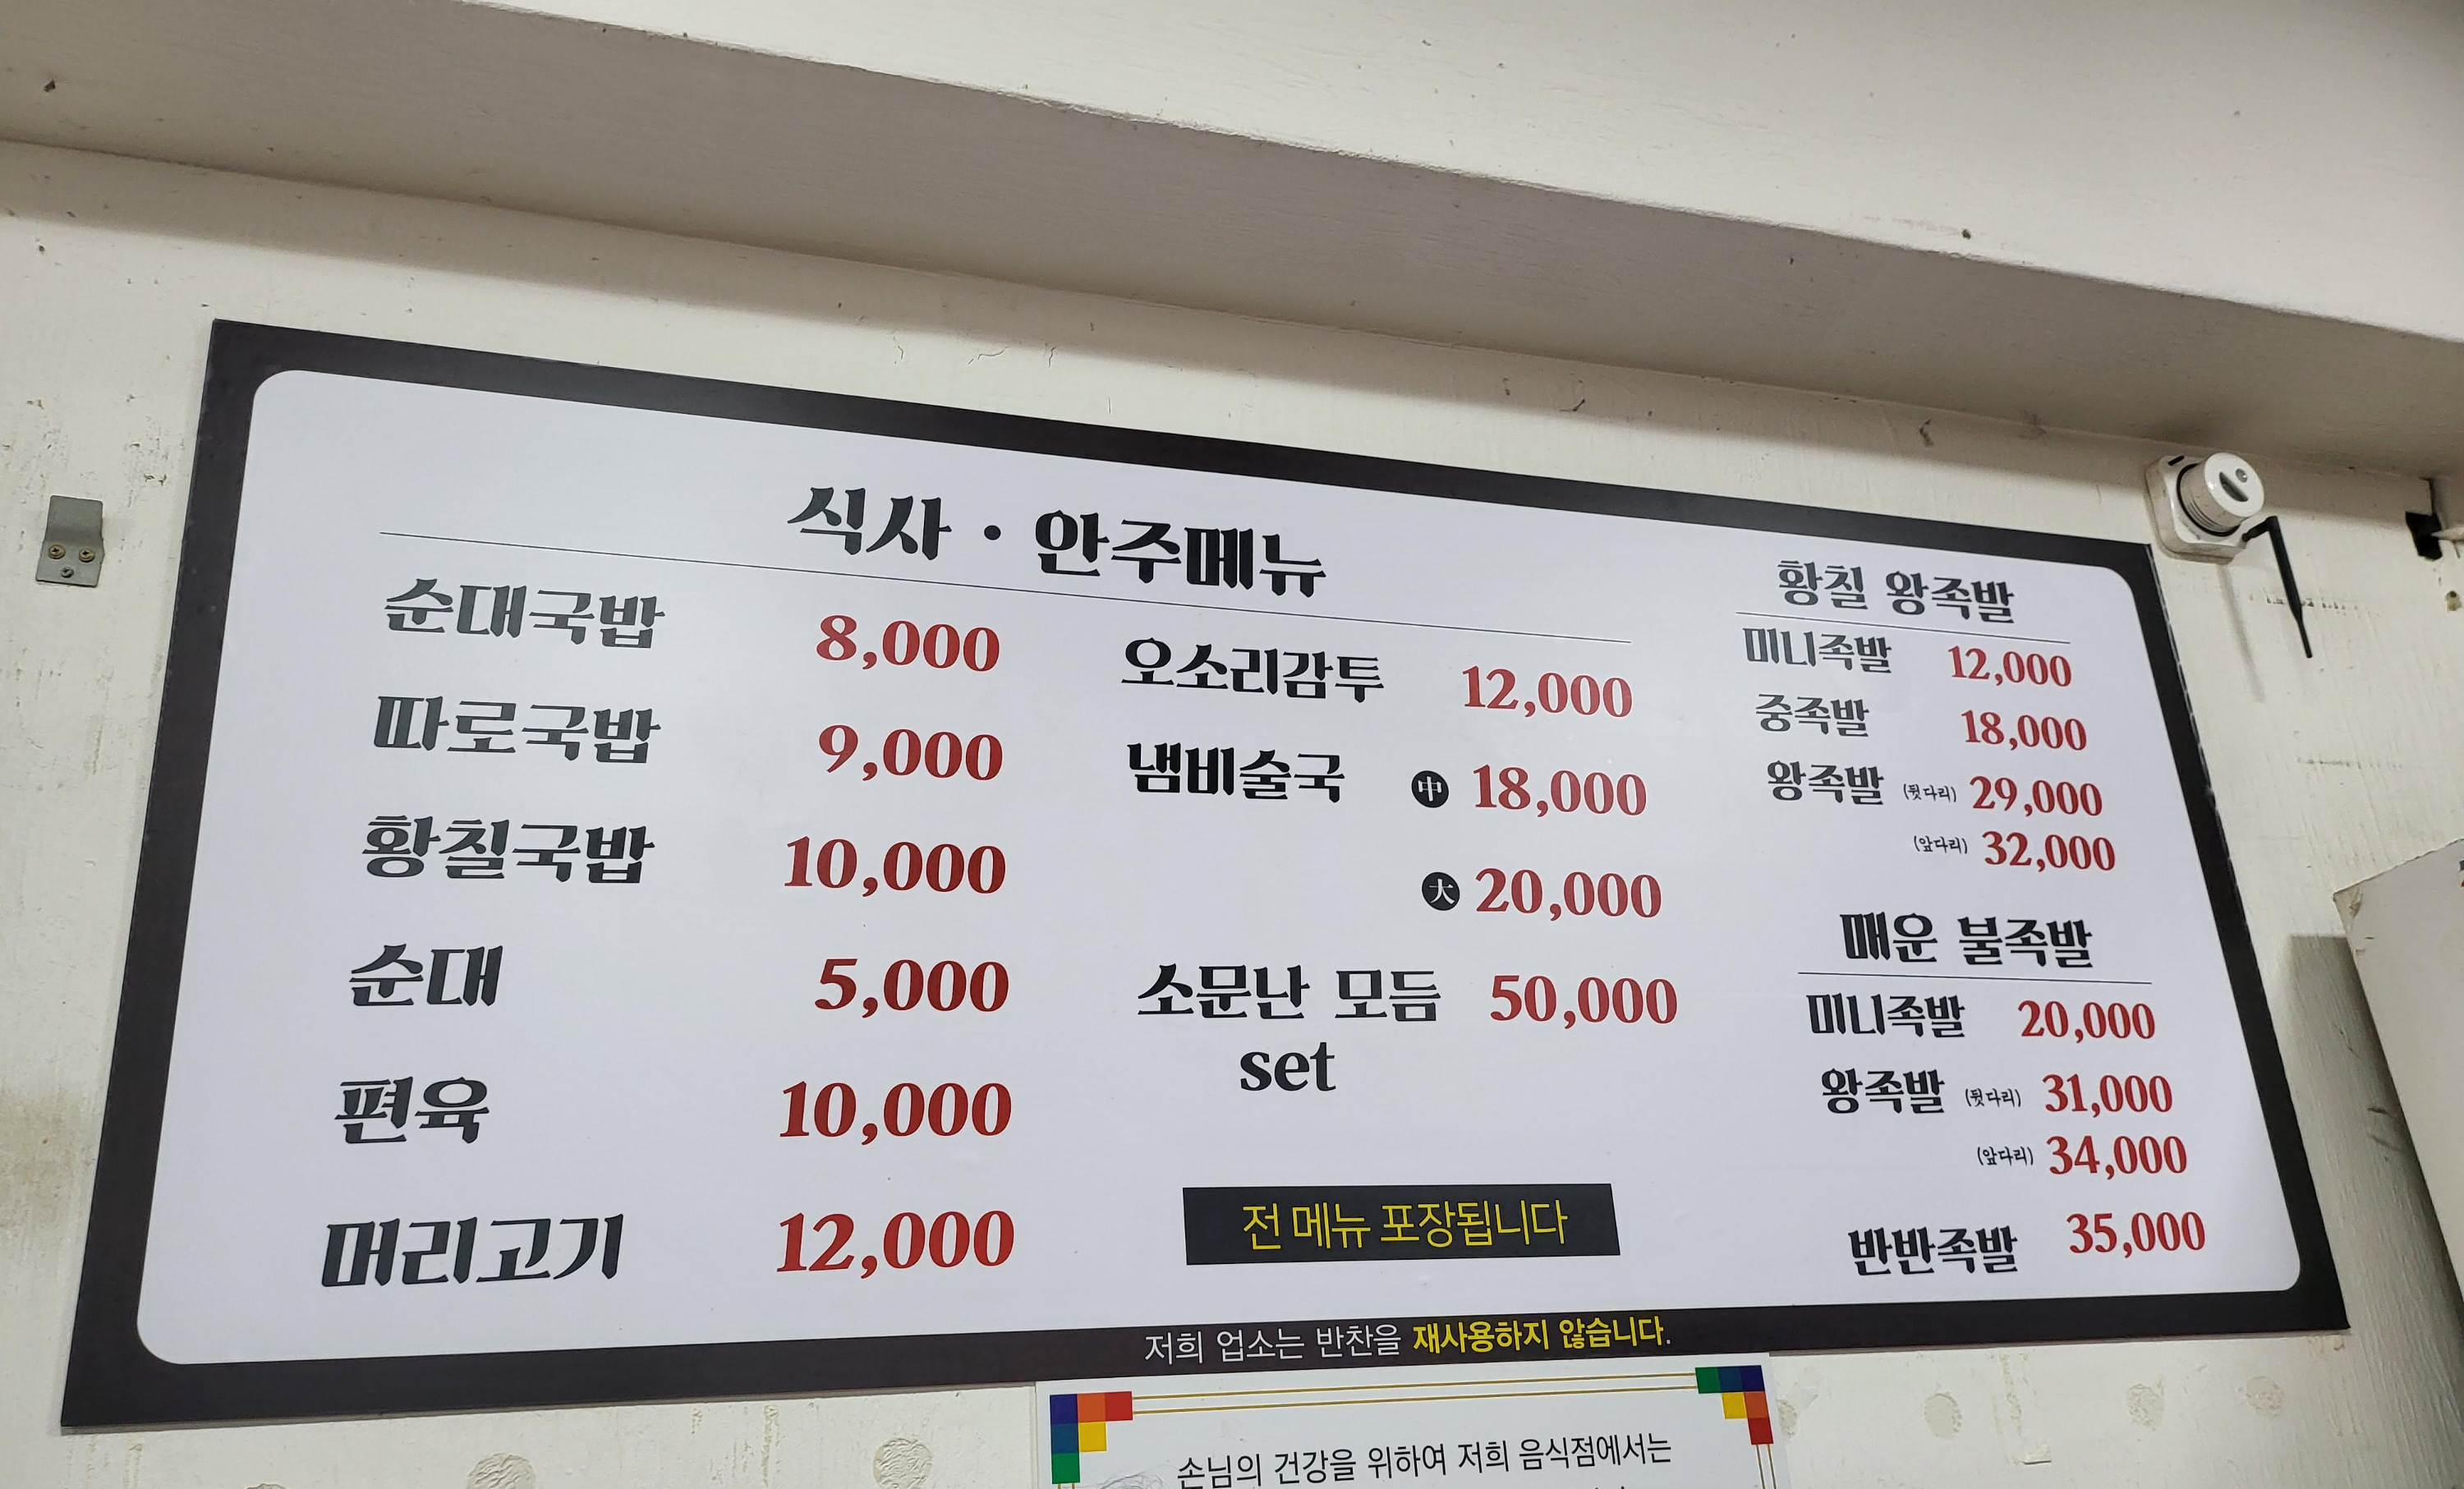 식사 · 안주메뉴
순대국밥 8,000
따로국밥 9,000
황칠국밥 10,000
순대 5,000
편육 10,000
머리고기 12,000
오소리감투 12,000
냄비술국 中 18,000
大 20,000
소문난 모듬 50,000
set
전 메뉴 포장됩니다
황칠 왕족발
미니족발 12,000
중족발 18,000
왕족발 (뒷다리) 29,000
(앞다리) 32,000
매운 불족발
미니족발 20,000
왕족발 (뒷다리) 31,000
(앞다리) 34,000
반반족발 35,000
저희 업소는 반찬을 재사용하지 않습니다.
손님의 건강을 위하여 저희 음식점에서는